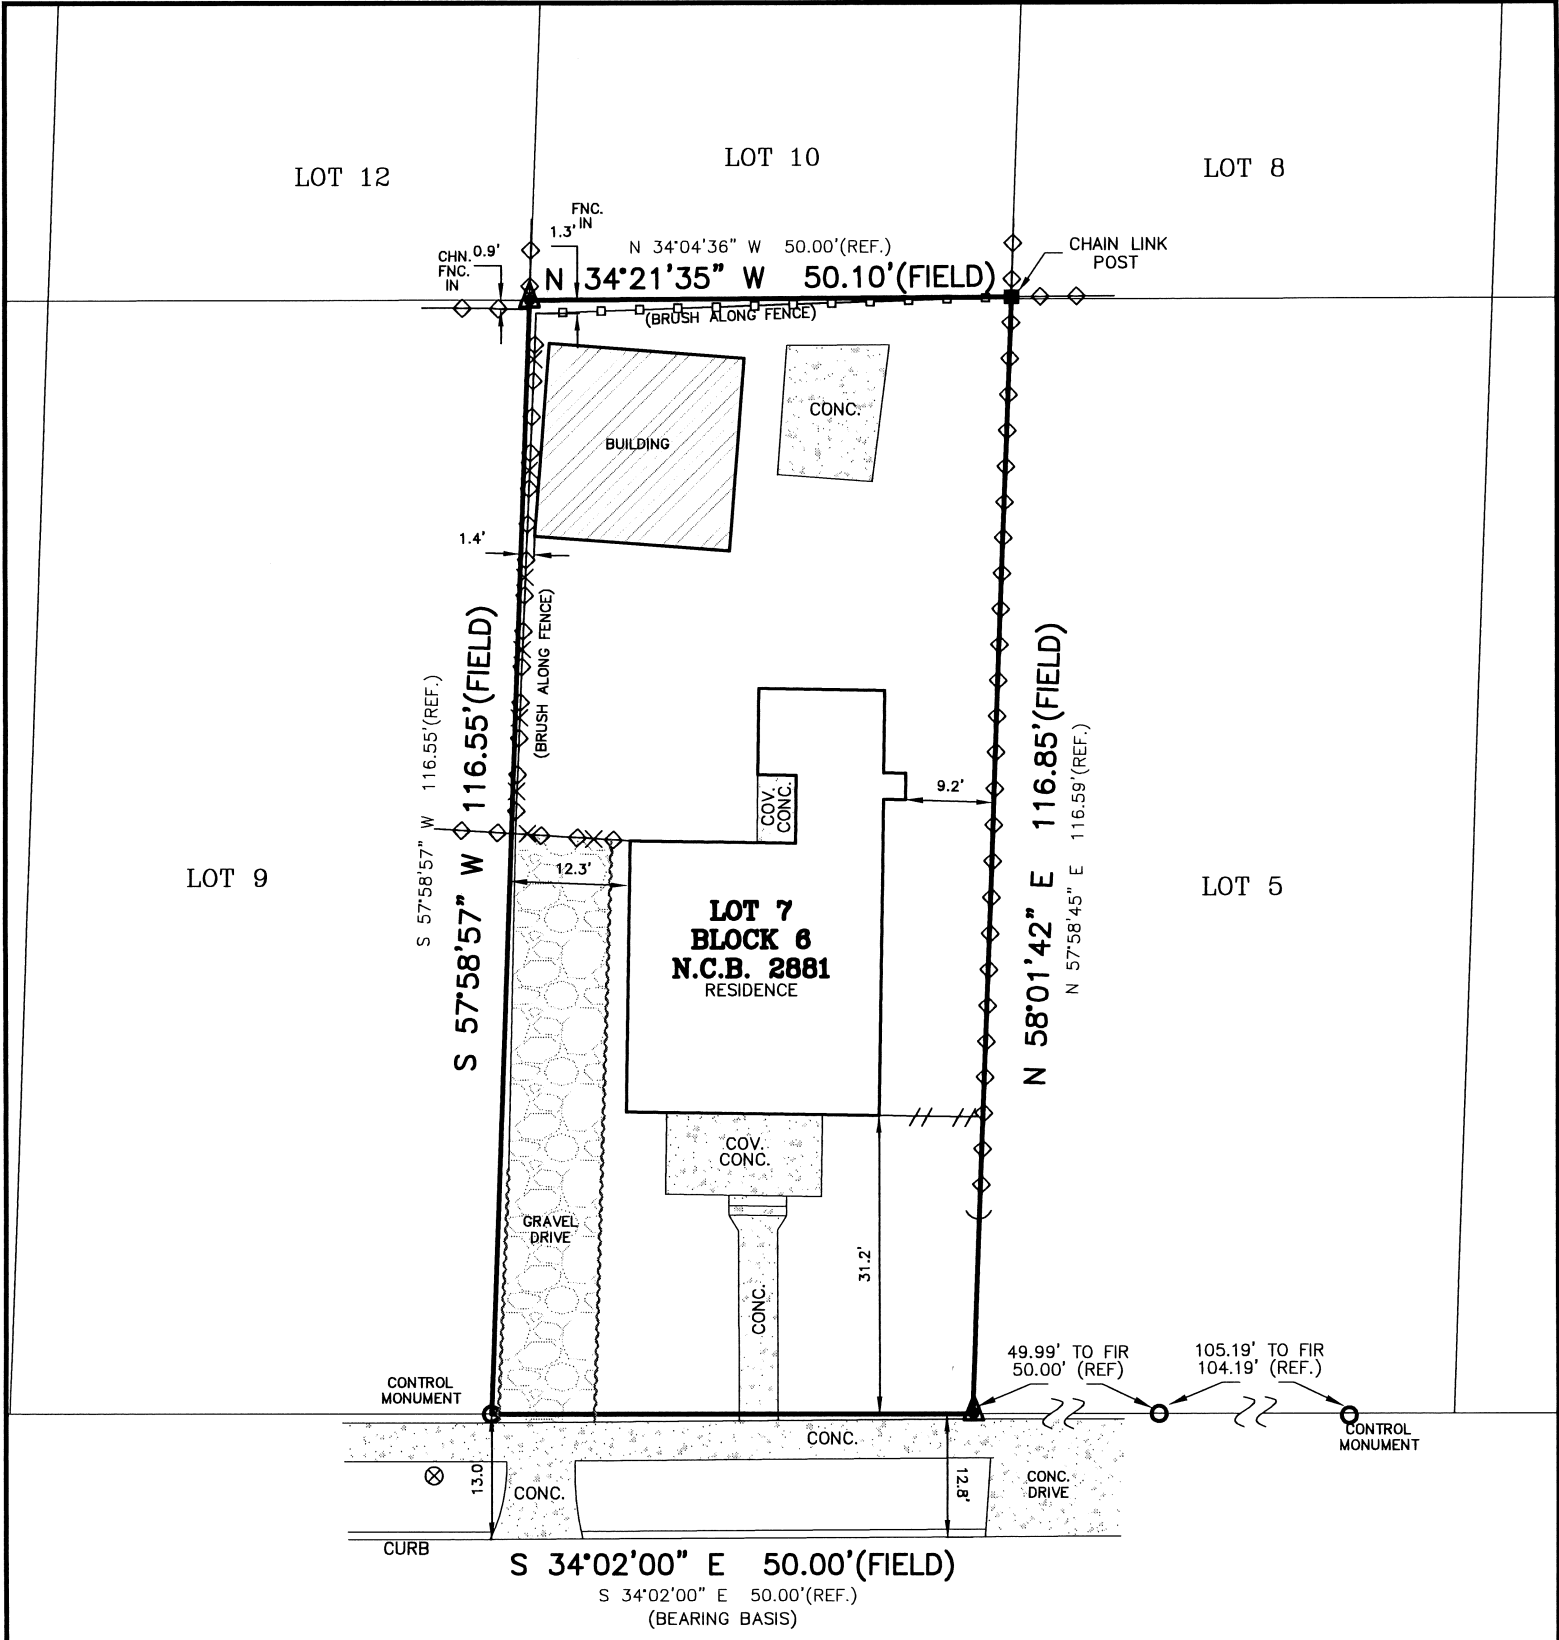 LOT 12
LOT 10
LOT 8
FNC.
IN
1.3'
CHN.
FNC.
IN
0.9'
N 34°04'36" W 50.00'(REF.)
N 34°21'35" W 50.10'(FIELD)
CHAIN LINK
POST
(BRUSH ALONG FENCE)
BUILDING
CONC.
1.4'
(BRUSH ALONG FENCE)
S 57°58'57" W 116.55'(REF.)
S 57°58'57" W 116.55'(FIELD)
N 58°01'42" E 116.85'(FIELD)
N 57°58'45" E 116.59'(REF.)
COV.
CONC.
9.2'
12.3'
LOT 9
LOT 7
BLOCK 6
N.C.B. 2881
RESIDENCE
LOT 5
COV.
CONC.
GRAVEL
DRIVE
CONC.
31.2'
49.99' TO FIR
50.00' (REF)
105.19' TO FIR
104.19' (REF.)
CONTROL
MONUMENT
CONTROL
MONUMENT
CONC.
13.0
CONC.
12.8'
CONC.
DRIVE
CURB
S 34°02'00" E 50.00'(FIELD)
S 34°02'00" E 50.00'(REF.)
(BEARING BASIS)